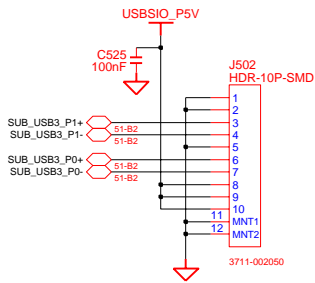 USBSIO_P5V
C525
100nF
J502
HDR-10P-SMD
1
2
SUB_USB3_P1+
3
51-B2
SUB_USB3_P1-
4
51-B2
5
SUB_USB3_P0+
6
51-B2
SUB_USB3_P0-
7
51-B2
8
9
10
11
MNT1
12
MNT2
3711-002050